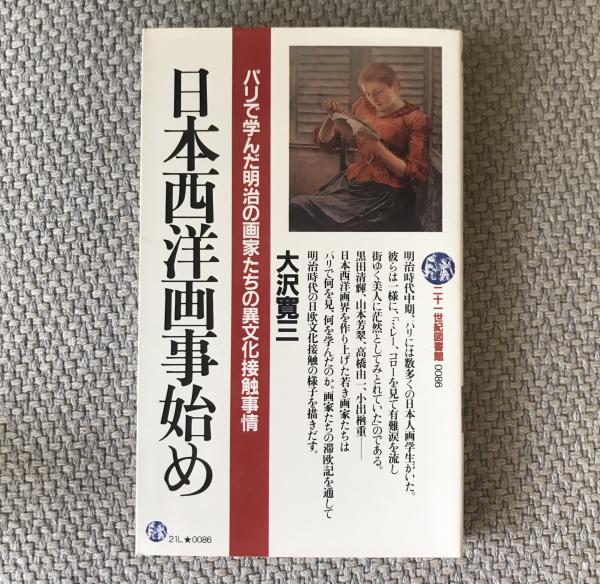 二十一世紀図書館 0086
明治時代中期、パリには数多くの日本人画学生がいた。
彼らは一様に、「ミレー、コローを見て有難涙を流し
街ゆく美人に茫然としてみとれていた」のである。
黒田清輝、山本芳翠、高橋由一、小出楢重――
日本西洋画界を作り上げた若き画家たちは
パリで何を見、何を学んだのか。画家たちの滞欧記を通して
明治時代の日欧文化接触の様子を描きだす。
大沢寛三
パリで学んだ明治の画家たちの異文化接触事情
日本西洋画事始め
21L★0086